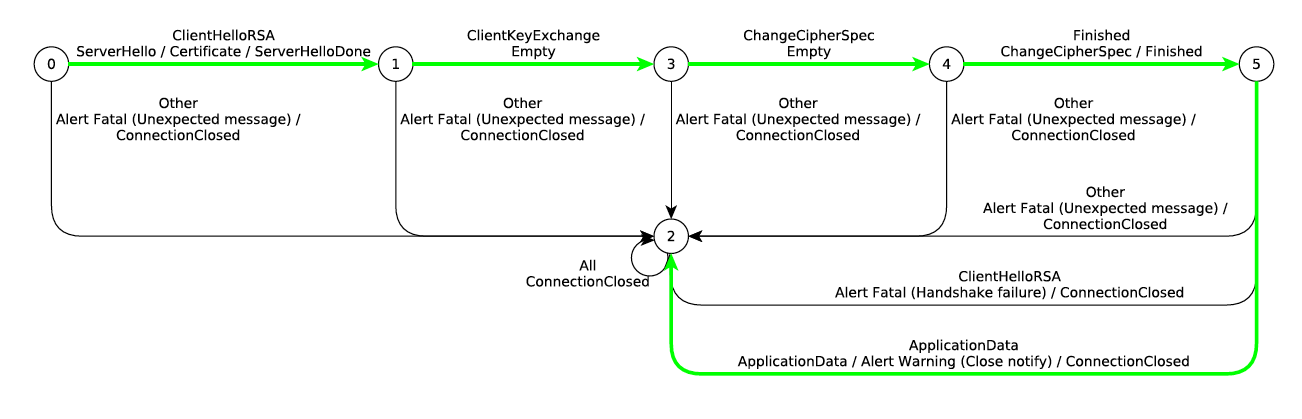 ClientHelloRSA
ServerHello / Certificate / ServerHelloDone
ClientKeyExchange
Empty
ChangeCipherSpec
Empty
Finished
ChangeCipherSpec / Finished
0
1
3
4
5
Other
Alert Fatal (Unexpected message) /
ConnectionClosed
Other
Alert Fatal (Unexpected message) /
ConnectionClosed
Other
Alert Fatal (Unexpected message) /
ConnectionClosed
Other
Alert Fatal (Unexpected message) /
ConnectionClosed
Other
Alert Fatal (Unexpected message) /
ConnectionClosed
2
All
ConnectionClosed
ClientHelloRSA
Alert Fatal (Handshake failure) / ConnectionClosed
ApplicationData
ApplicationData / Alert Warning (Close notify) / ConnectionClosed